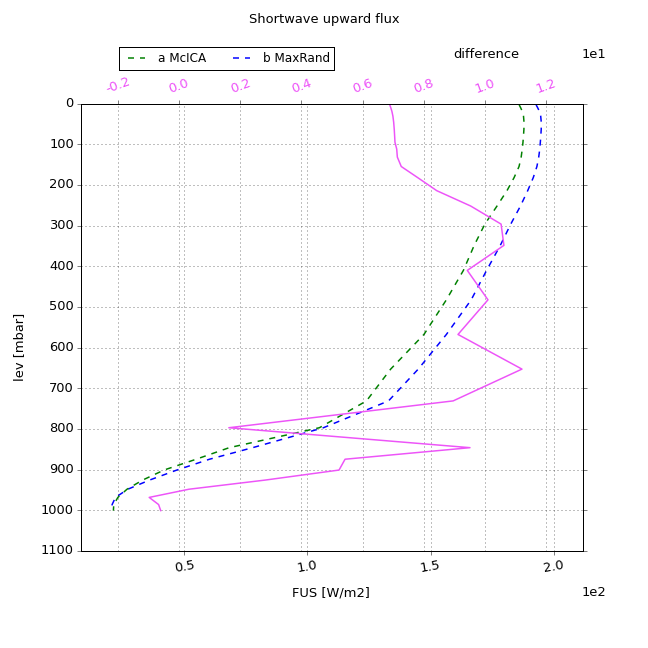 Shortwave upward flux
a McICA b MaxRand
difference 1e1
-0.2 0.0 0.2 0.4 0.6 0.8 1.0 1.2
0
100
200
300
400
500
600
700
800
900
1000
1100
lev [mbar]
0.5 1.0 1.5 2.0
FUS [W/m2] 1e2